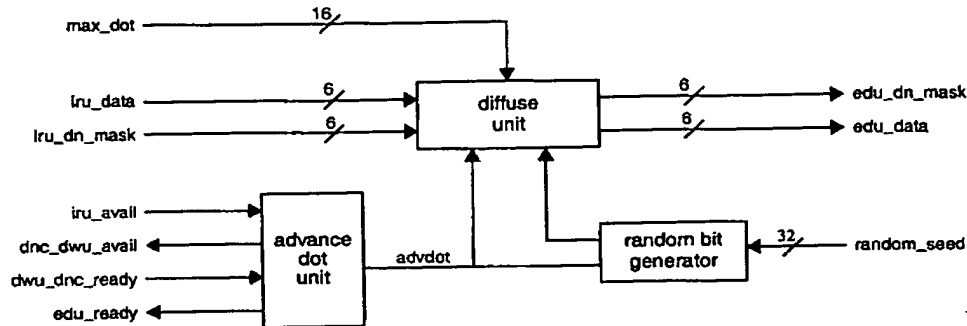 max_dot
16
iru_data
6
iru_dn_mask
6
diffuse
unit
6
edu_dn_mask
6
edu_data
iru_avail
dnc_dwu_avail
dwu_dnc_ready
edu_ready
advance
dot
unit
advdot
random bit
generator
32
random_seed